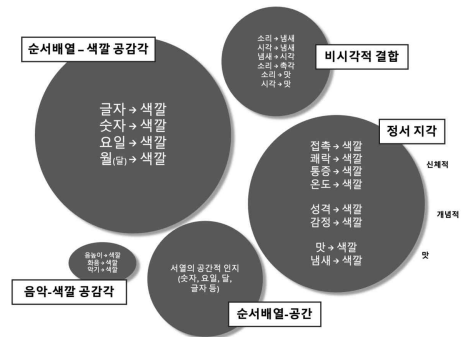 순서배열 – 색깔 공감각
글자 → 색깔
숫자 → 색깔
요일 → 색깔
월(달) → 색깔
소리 → 냄새
시각 → 냄새
냄새 → 시각
소리 → 촉각
소리 → 맛
시각 → 맛
비시각적 결합
정서 지각
접촉 → 색깔
쾌락 → 색깔
통증 → 색깔
온도 → 색깔
신체적
성격 → 색깔
감정 → 색깔
개념적
맛 → 색깔
냄새 → 색깔
맛
음높이 → 색깔
화음 → 색깔
악기 → 색깔
음악-색깔 공감각
서열의 공간적 인지
(숫자, 요일, 달,
글자 등)
순서배열-공간